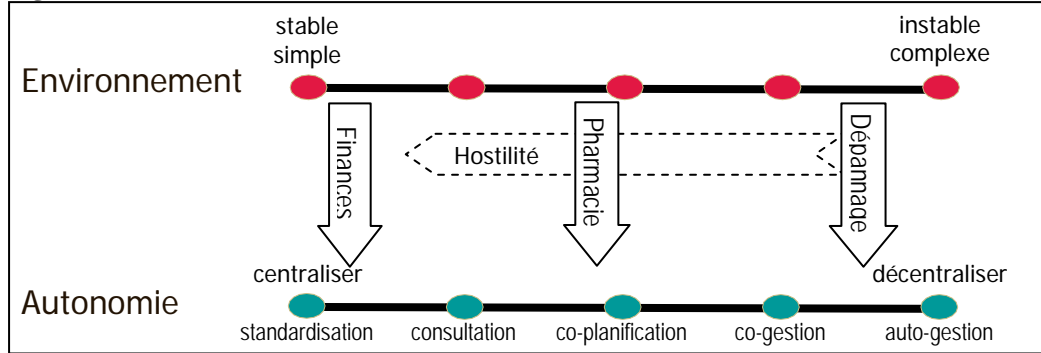 stable
simple
instable
complexe
Environnement
Finances
Hostilité
Pharmacie
Dépannage
centraliser
décentraliser
Autonomie
standardisation
consultation
co-planification
co-gestion
auto-gestion